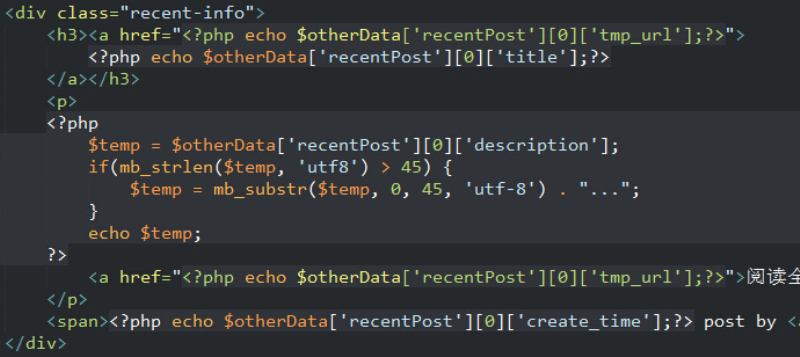 <div class="recent-info">
<h3><a href="<?php echo $otherData['recentPost'][0]['tmp_url'];?>">
<?php echo $otherData['recentPost'][0]['title'];?>
</a></h3>
<p>
<?php
$temp = $otherData['recentPost'][0]['description'];
if(mb_strlen($temp, 'utf8') > 45) {
$temp = mb_substr($temp, 0, 45, 'utf-8') . "...";
}
echo $temp;
?>
<a href="<?php echo $otherData['recentPost'][0]['tmp_url'];?>">阅读全
</p>
<span><?php echo $otherData['recentPost'][0]['create_time'];?> post by <a
</div>